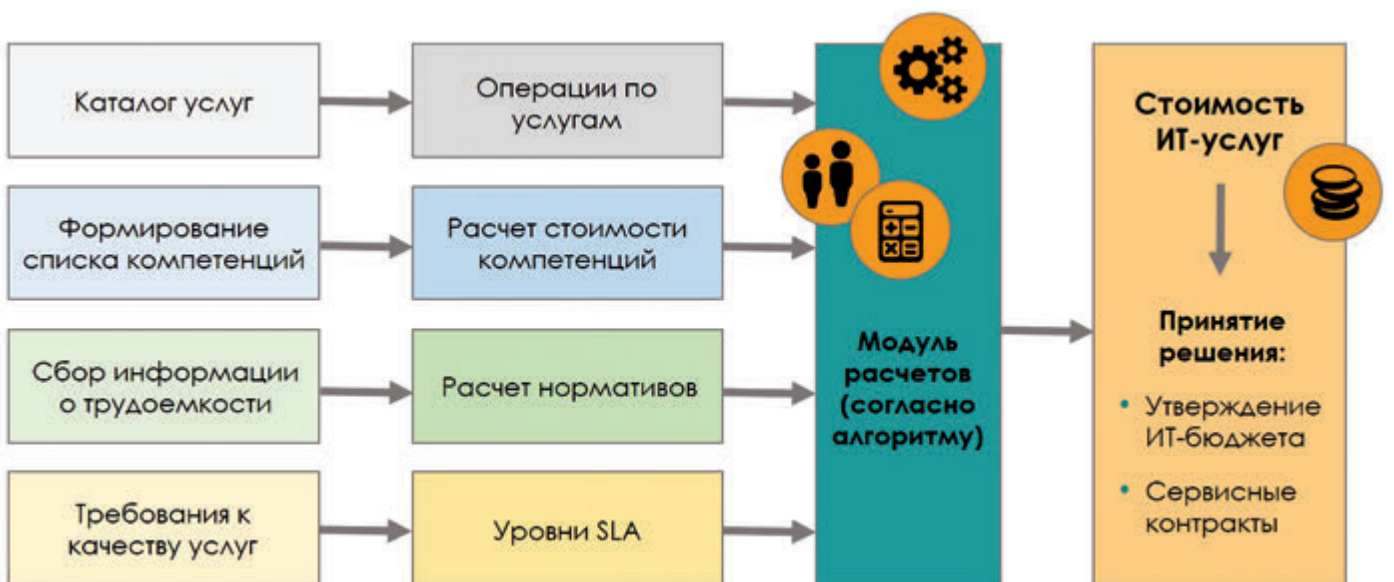 Каталог услуг
Операции по
услугам
Формирование
списка компетенций
Расчет стоимости
компетенций
Сбор информации
о трудоемкости
Расчет нормативов
Требования к
качеству услуг
Уровни SLA
Модуль
расчетов
(согласно
алгоритму)
Стоимость
ИТ-услуг
Принятие
решения:
• Утверждение
ИТ-бюджета
• Сервисные
контракты